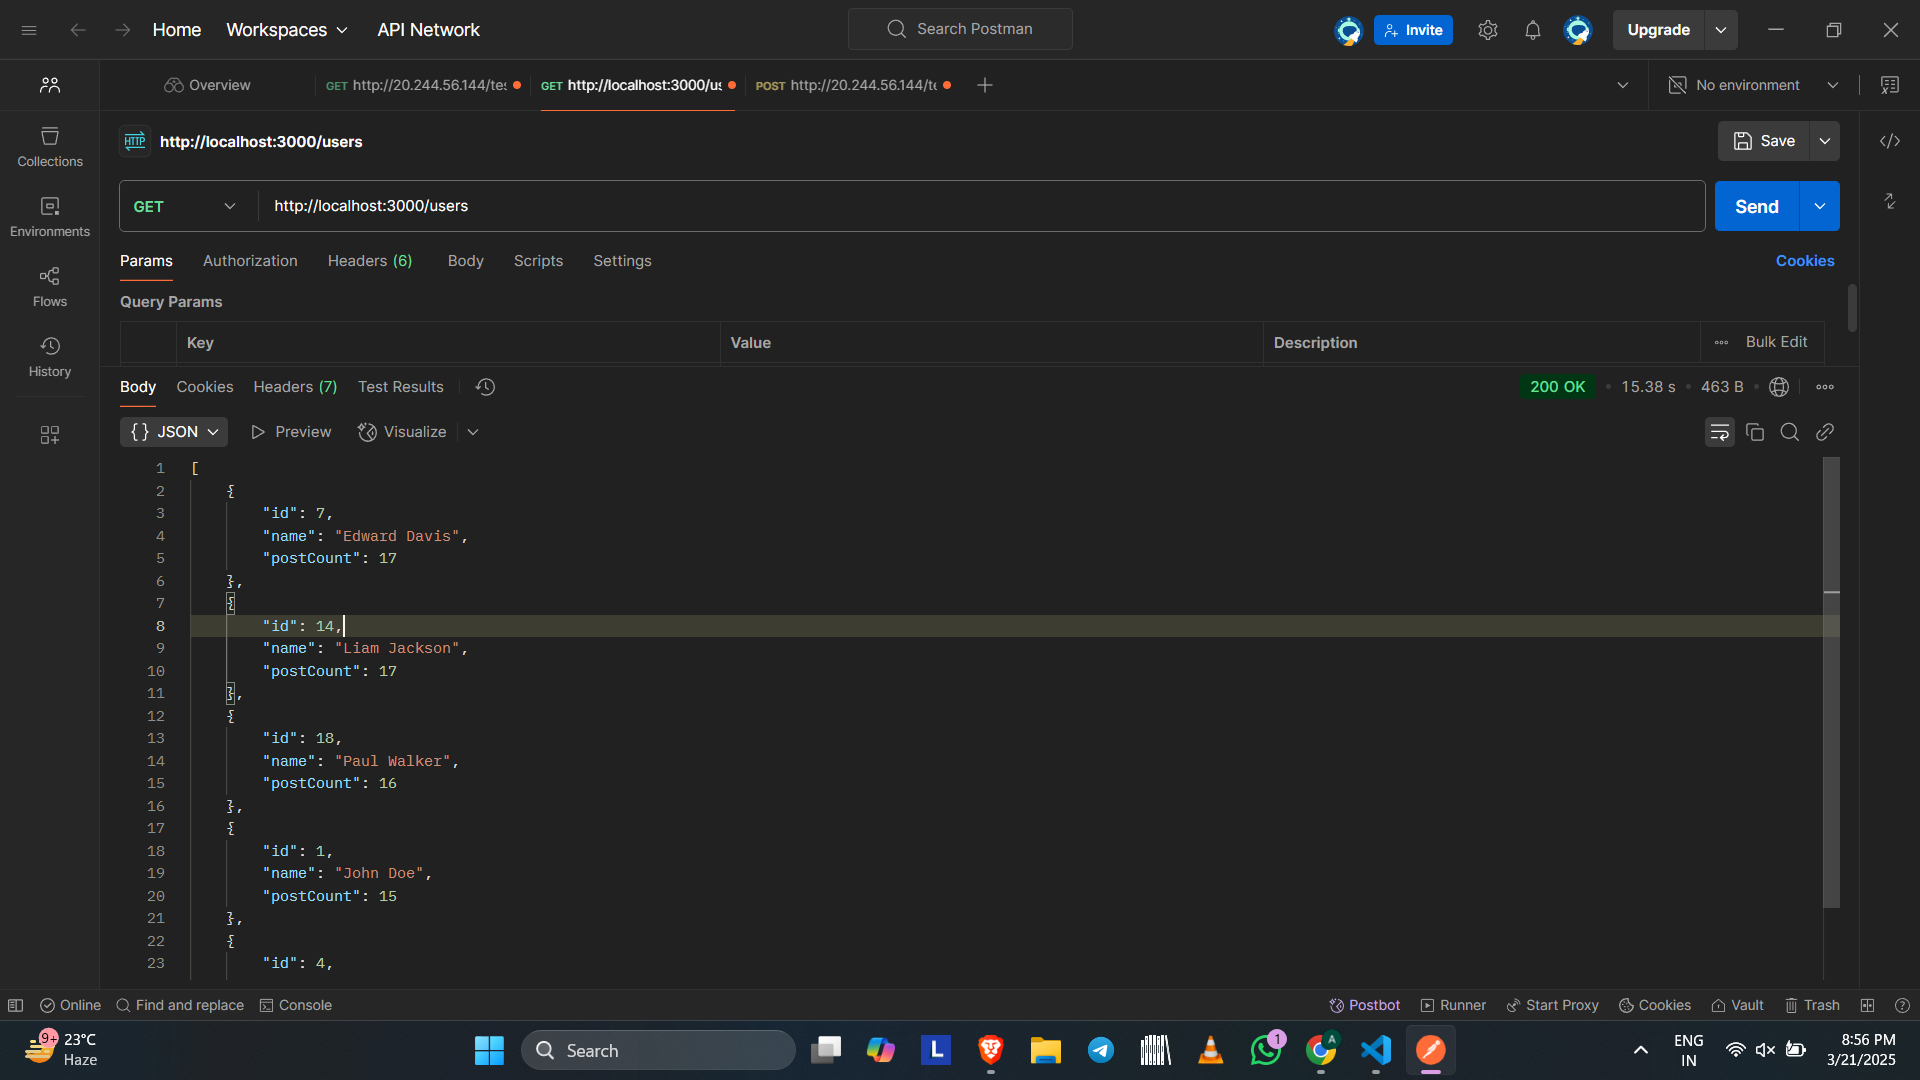 Home Workspaces API Network Search Postman Invite Upgrade
Overview GET http://20.244.56.144/tes GET http://localhost:3000/us POST http://20.244.56.144/te No environment
HTTP http://localhost:3000/users Save
GET http://localhost:3000/users Send
Params Authorization Headers (6) Body Scripts Settings Cookies
Query Params
Key Value Description Bulk Edit
Collections
Environments
Flows
History
Body Cookies Headers (7) Test Results 200 OK 15.38 s 463 B
{} JSON Preview Visualize
1 [
2 {
3 "id": 7,
4 "name": "Edward Davis",
5 "postCount": 17
6 },
7 {
8 "id": 14,
9 "name": "Liam Jackson",
10 "postCount": 17
11 },
12 {
13 "id": 18,
14 "name": "Paul Walker",
15 "postCount": 16
16 },
17 {
18 "id": 1,
19 "name": "John Doe",
20 "postCount": 15
21 },
22 {
23 "id": 4,
Online Find and replace Console Postbot Runner Start Proxy Cookies Vault Trash
9+ 23°C
Haze
Search
L
1
A
ENG
IN
8:56 PM
3/21/2025